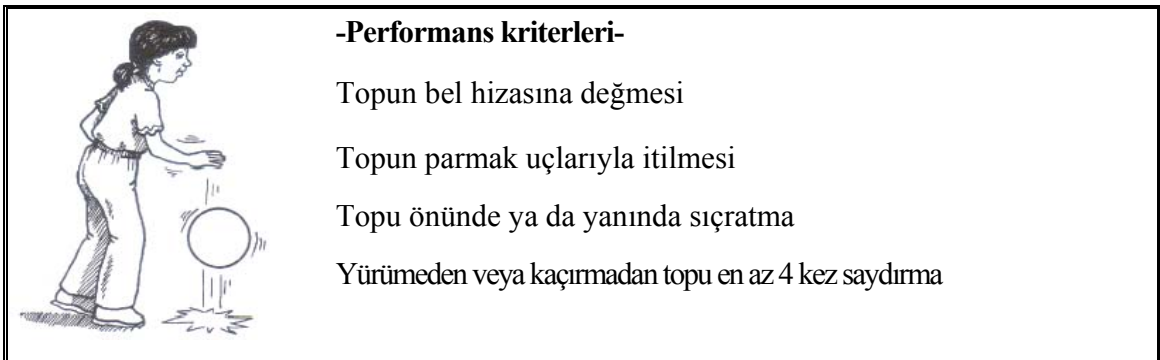 -Performans kriterleri-
Topun bel hizasına değmesi
Topun parmak uçlarıyla itilmesi
Topu önünde ya da yanında sıçratma
Yürümeden veya kaçırmadan topu en az 4 kez saydırma